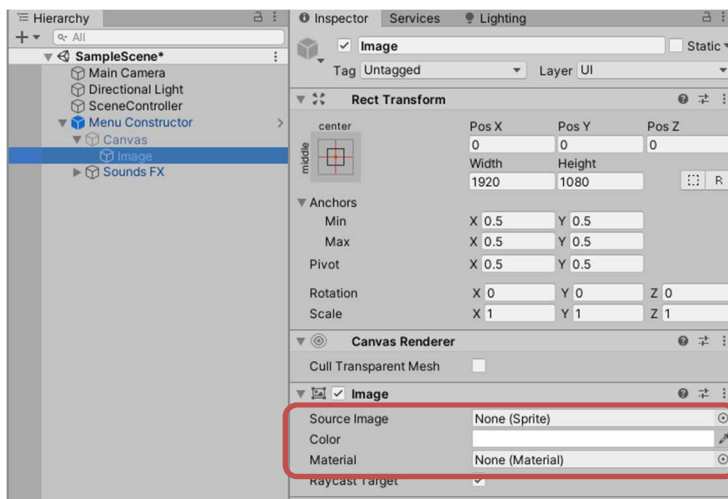 Hierarchy
All
SampleScene*
Main Camera
Directional Light
SceneController
Menu Constructor
Canvas
Image
Sounds FX
Inspector Services Lighting
Image Static
Tag Untagged Layer UI
Rect Transform
center
middle
Pos X Pos Y Pos Z
0 0 0
Width Height
1920 1080 R
Anchors
Min X 0.5 Y 0.5
Max X 0.5 Y 0.5
Pivot X 0.5 Y 0.5
Rotation X 0 Y 0 Z 0
Scale X 1 Y 1 Z 1
Canvas Renderer
Cull Transparent Mesh
Image
Source Image None (Sprite)
Color
Material None (Material)
Raycast Target